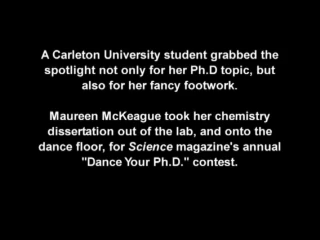 A Carleton University student grabbed the
spotlight not only for her Ph.D topic, but
also for her fancy footwork.
Maureen McKeague took her chemistry
dissertation out of the lab, and onto the
dance floor, for Science magazine's annual
"Dance Your Ph.D." contest.